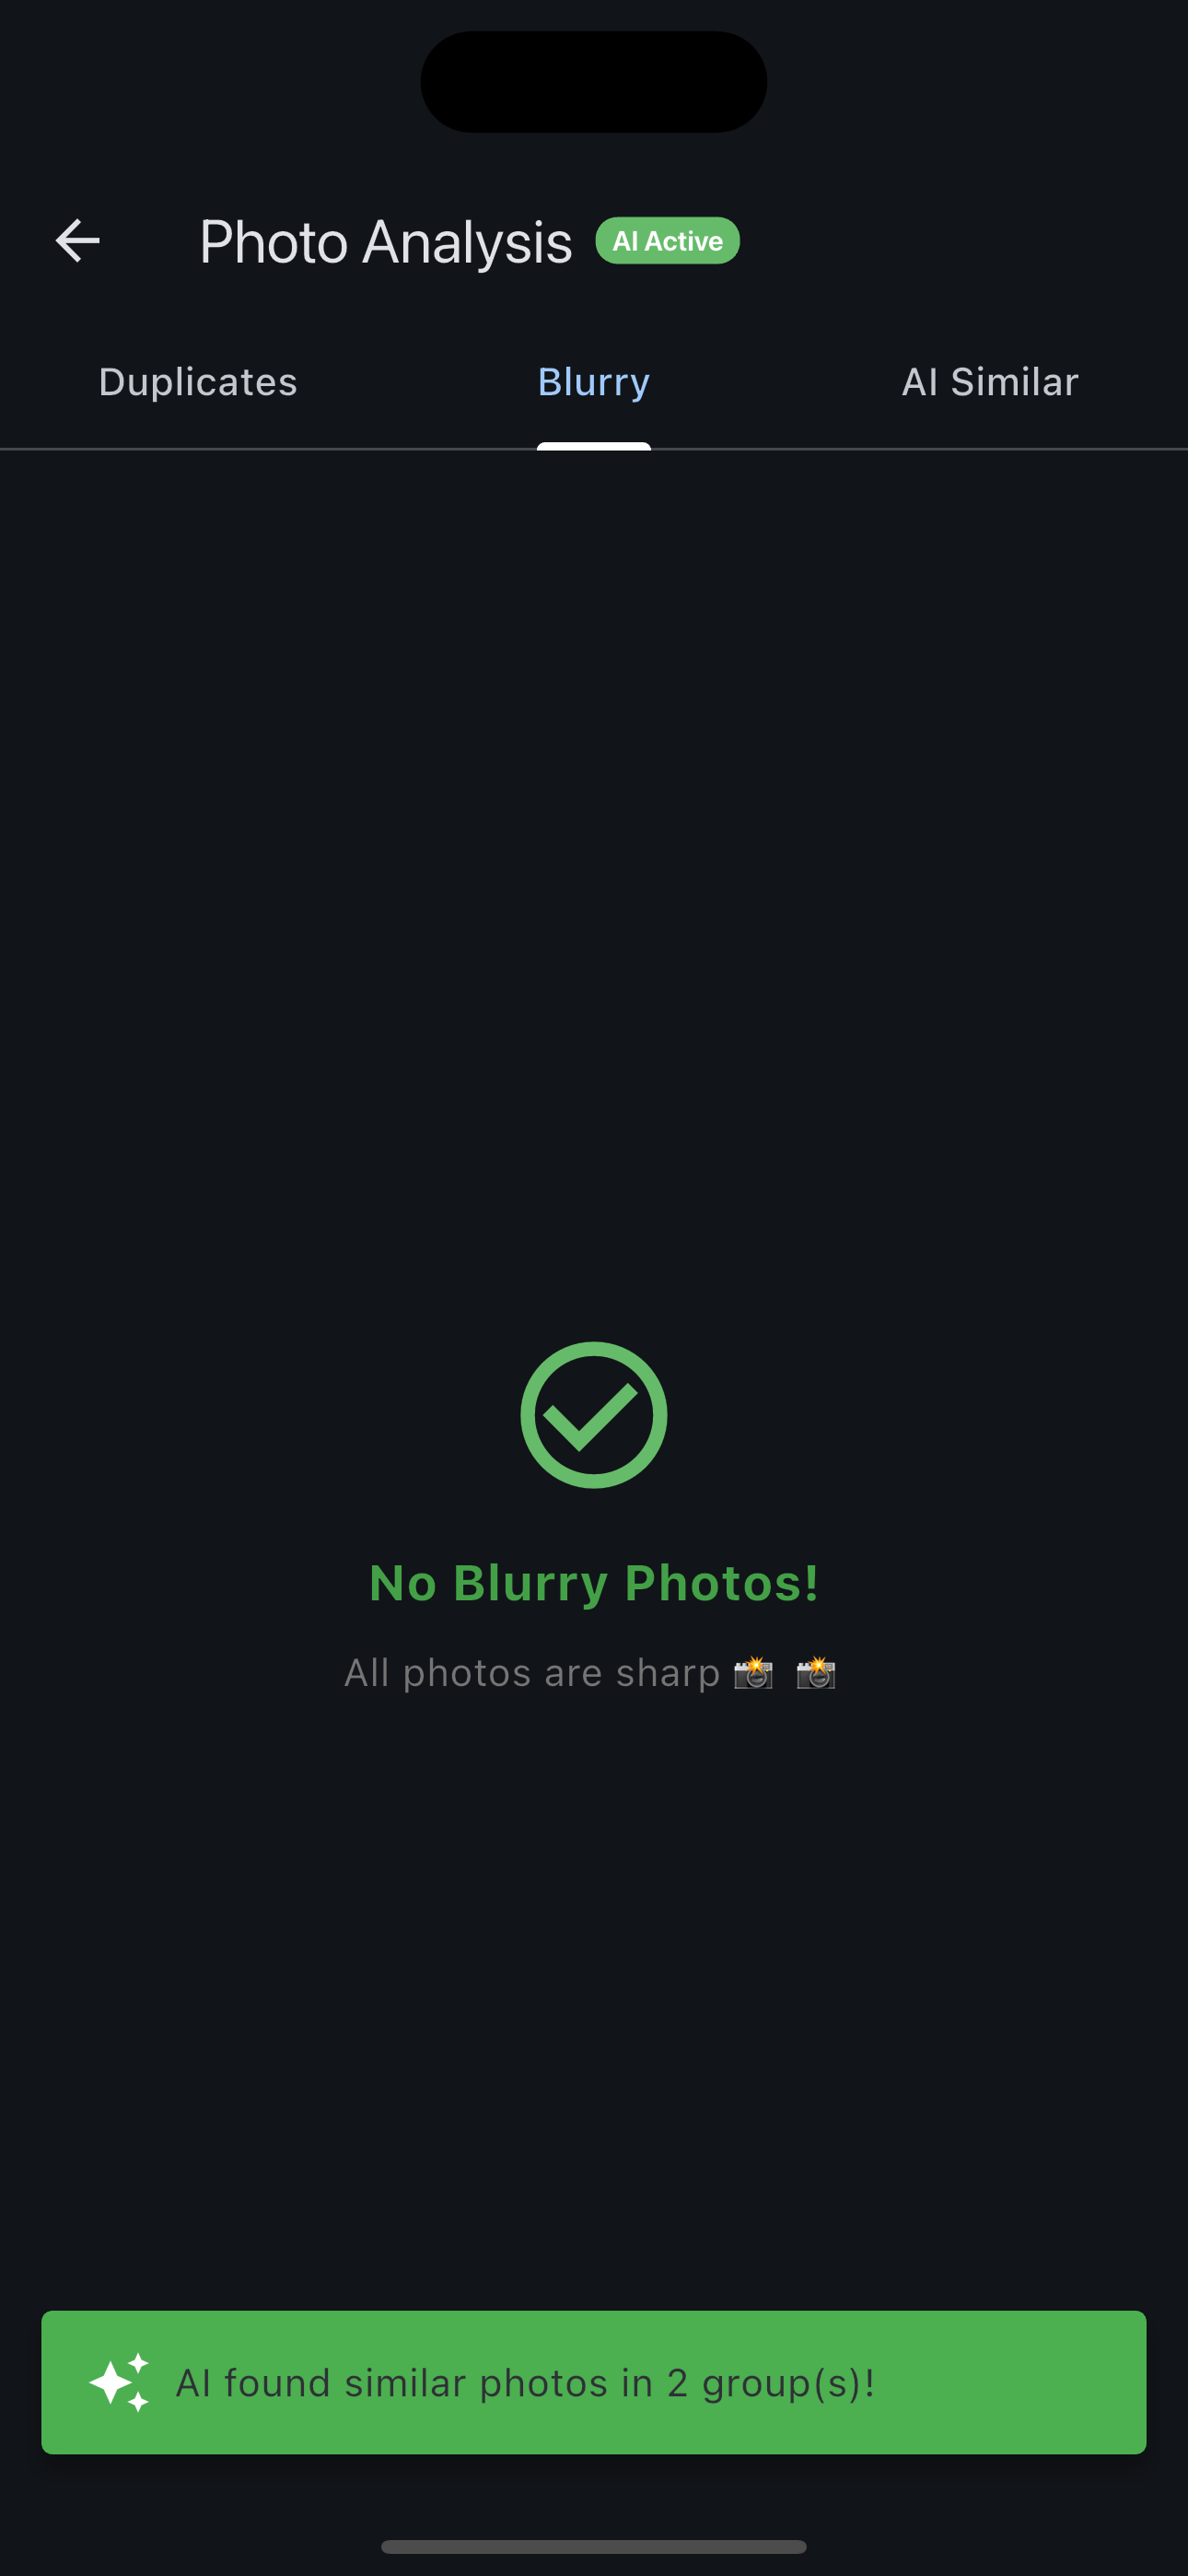 Photo Analysis AI Active
Duplicates Blurry AI Similar
No Blurry Photos!
All photos are sharp 📸 📸
AI found similar photos in 2 group(s)!